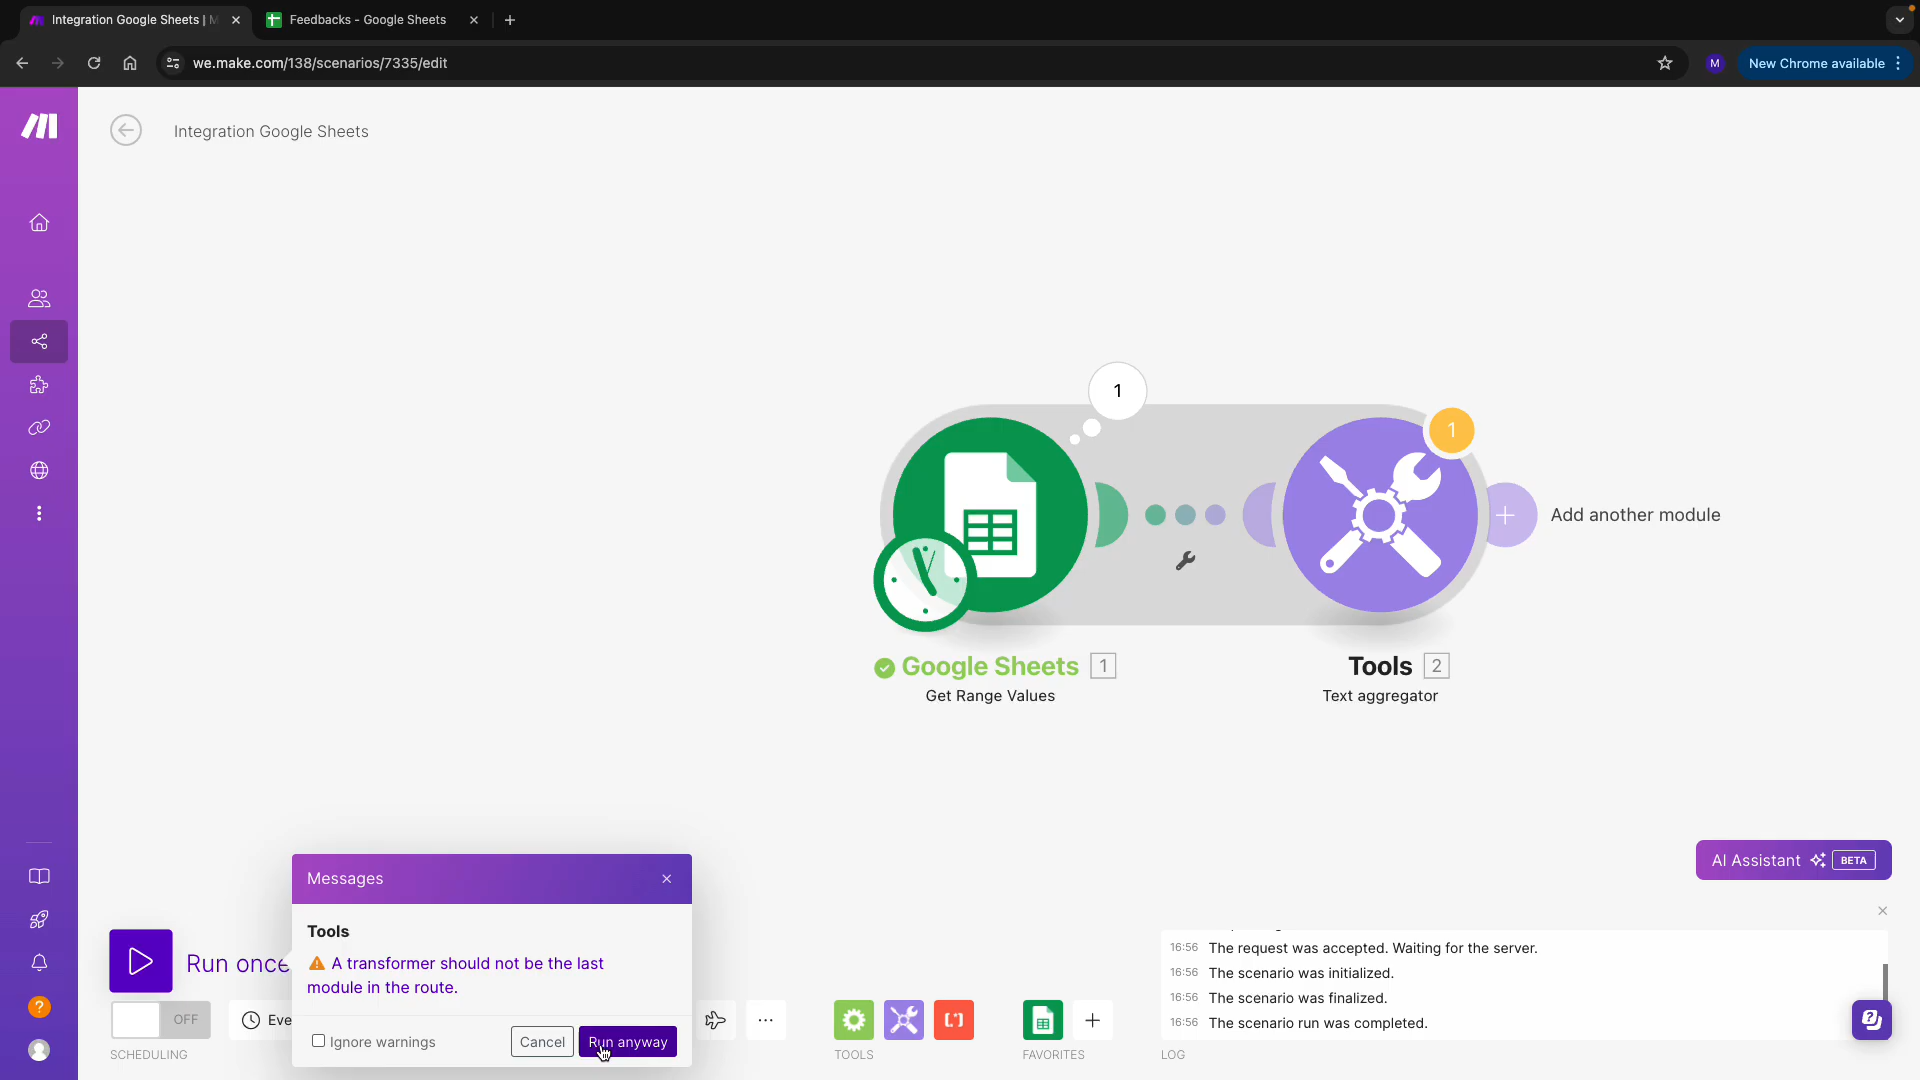 Integration Google Sheets | M
Feedbacks - Google Sheets
we.make.com/138/scenarios/7335/edit
M
New Chrome available
Integration Google Sheets
1
1
Add another module
Google Sheets 1
Get Range Values
Tools 2
Text aggregator
AI Assistant BETA
Messages
Tools
A transformer should not be the last
module in the route.
Ignore warnings
Cancel
Run anyway
Run once
OFF
Eve
SCHEDULING
TOOLS
FAVORITES
16:56 The request was accepted. Waiting for the server.
16:56 The scenario was initialized.
16:56 The scenario was finalized.
16:56 The scenario run was completed.
LOG